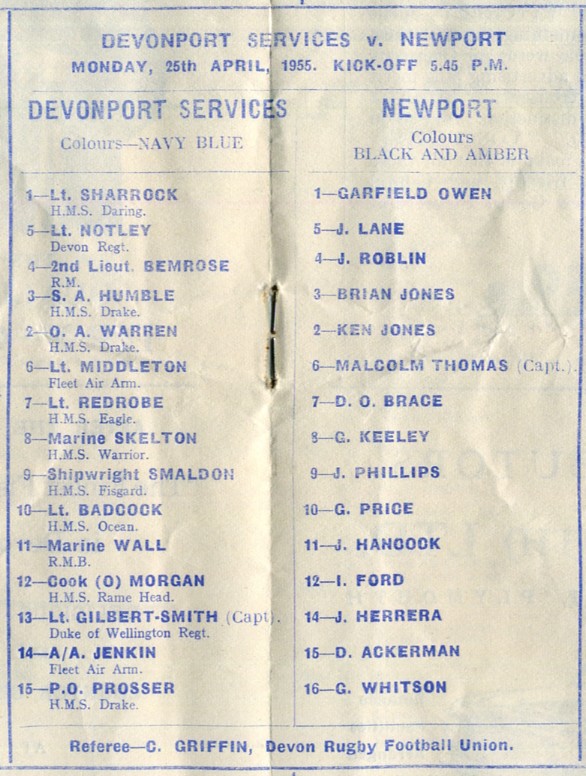 DEVONPORT SERVICES v. NEWPORT
MONDAY, 25th APRIL, 1955. KICK-OFF 5.45 P.M.
DEVONPORT SERVICES
Colours—NAVY BLUE
1—Lt. SHARROCK
H.M.S. Daring.
5—Lt. NOTLEY
Devon Regt.
4—2nd Lieut. BEMROSE
R.M.
3—S. A. HUMBLE
H.M.S. Drake.
2—O. A. WARREN
H.M.S. Drake.
6—Lt. MIDDLETON
Fleet Air Arm.
7—Lt. REDROBE
H.M.S. Eagle.
8—Marine SKELTON
H.M.S. Warrior.
9—Shipwright SMALDON
H.M.S. Fisgard.
10—Lt. BADCOCK
H.M.S. Ocean.
11—Marine WALL
R.M.B.
12—Cook (O) MORGAN
H.M.S. Rame Head.
13—Lt. GILBERT-SMITH (Capt).
Duke of Wellington Regt.
14—A/A. JENKIN
Fleet Air Arm.
15—P.O. PROSSER
H.M.S. Drake.
NEWPORT
Colours
BLACK AND AMBER
1—GARFIELD OWEN
5—J. LANE
4—J. ROBLIN
3—BRIAN JONES
2—KEN JONES
6—MALCOLM THOMAS (Capt.).
7—D. O. BRACE
8—C. KEELEY
9—J. PHILLIPS
10—G. PRICE
11—J. HANCOCK
12—I. FORD
14—J. HERRERA
15—D. ACKERMAN
16—G. WHITSON
Referee—C. GRIFFIN, Devon Rugby Football Union.